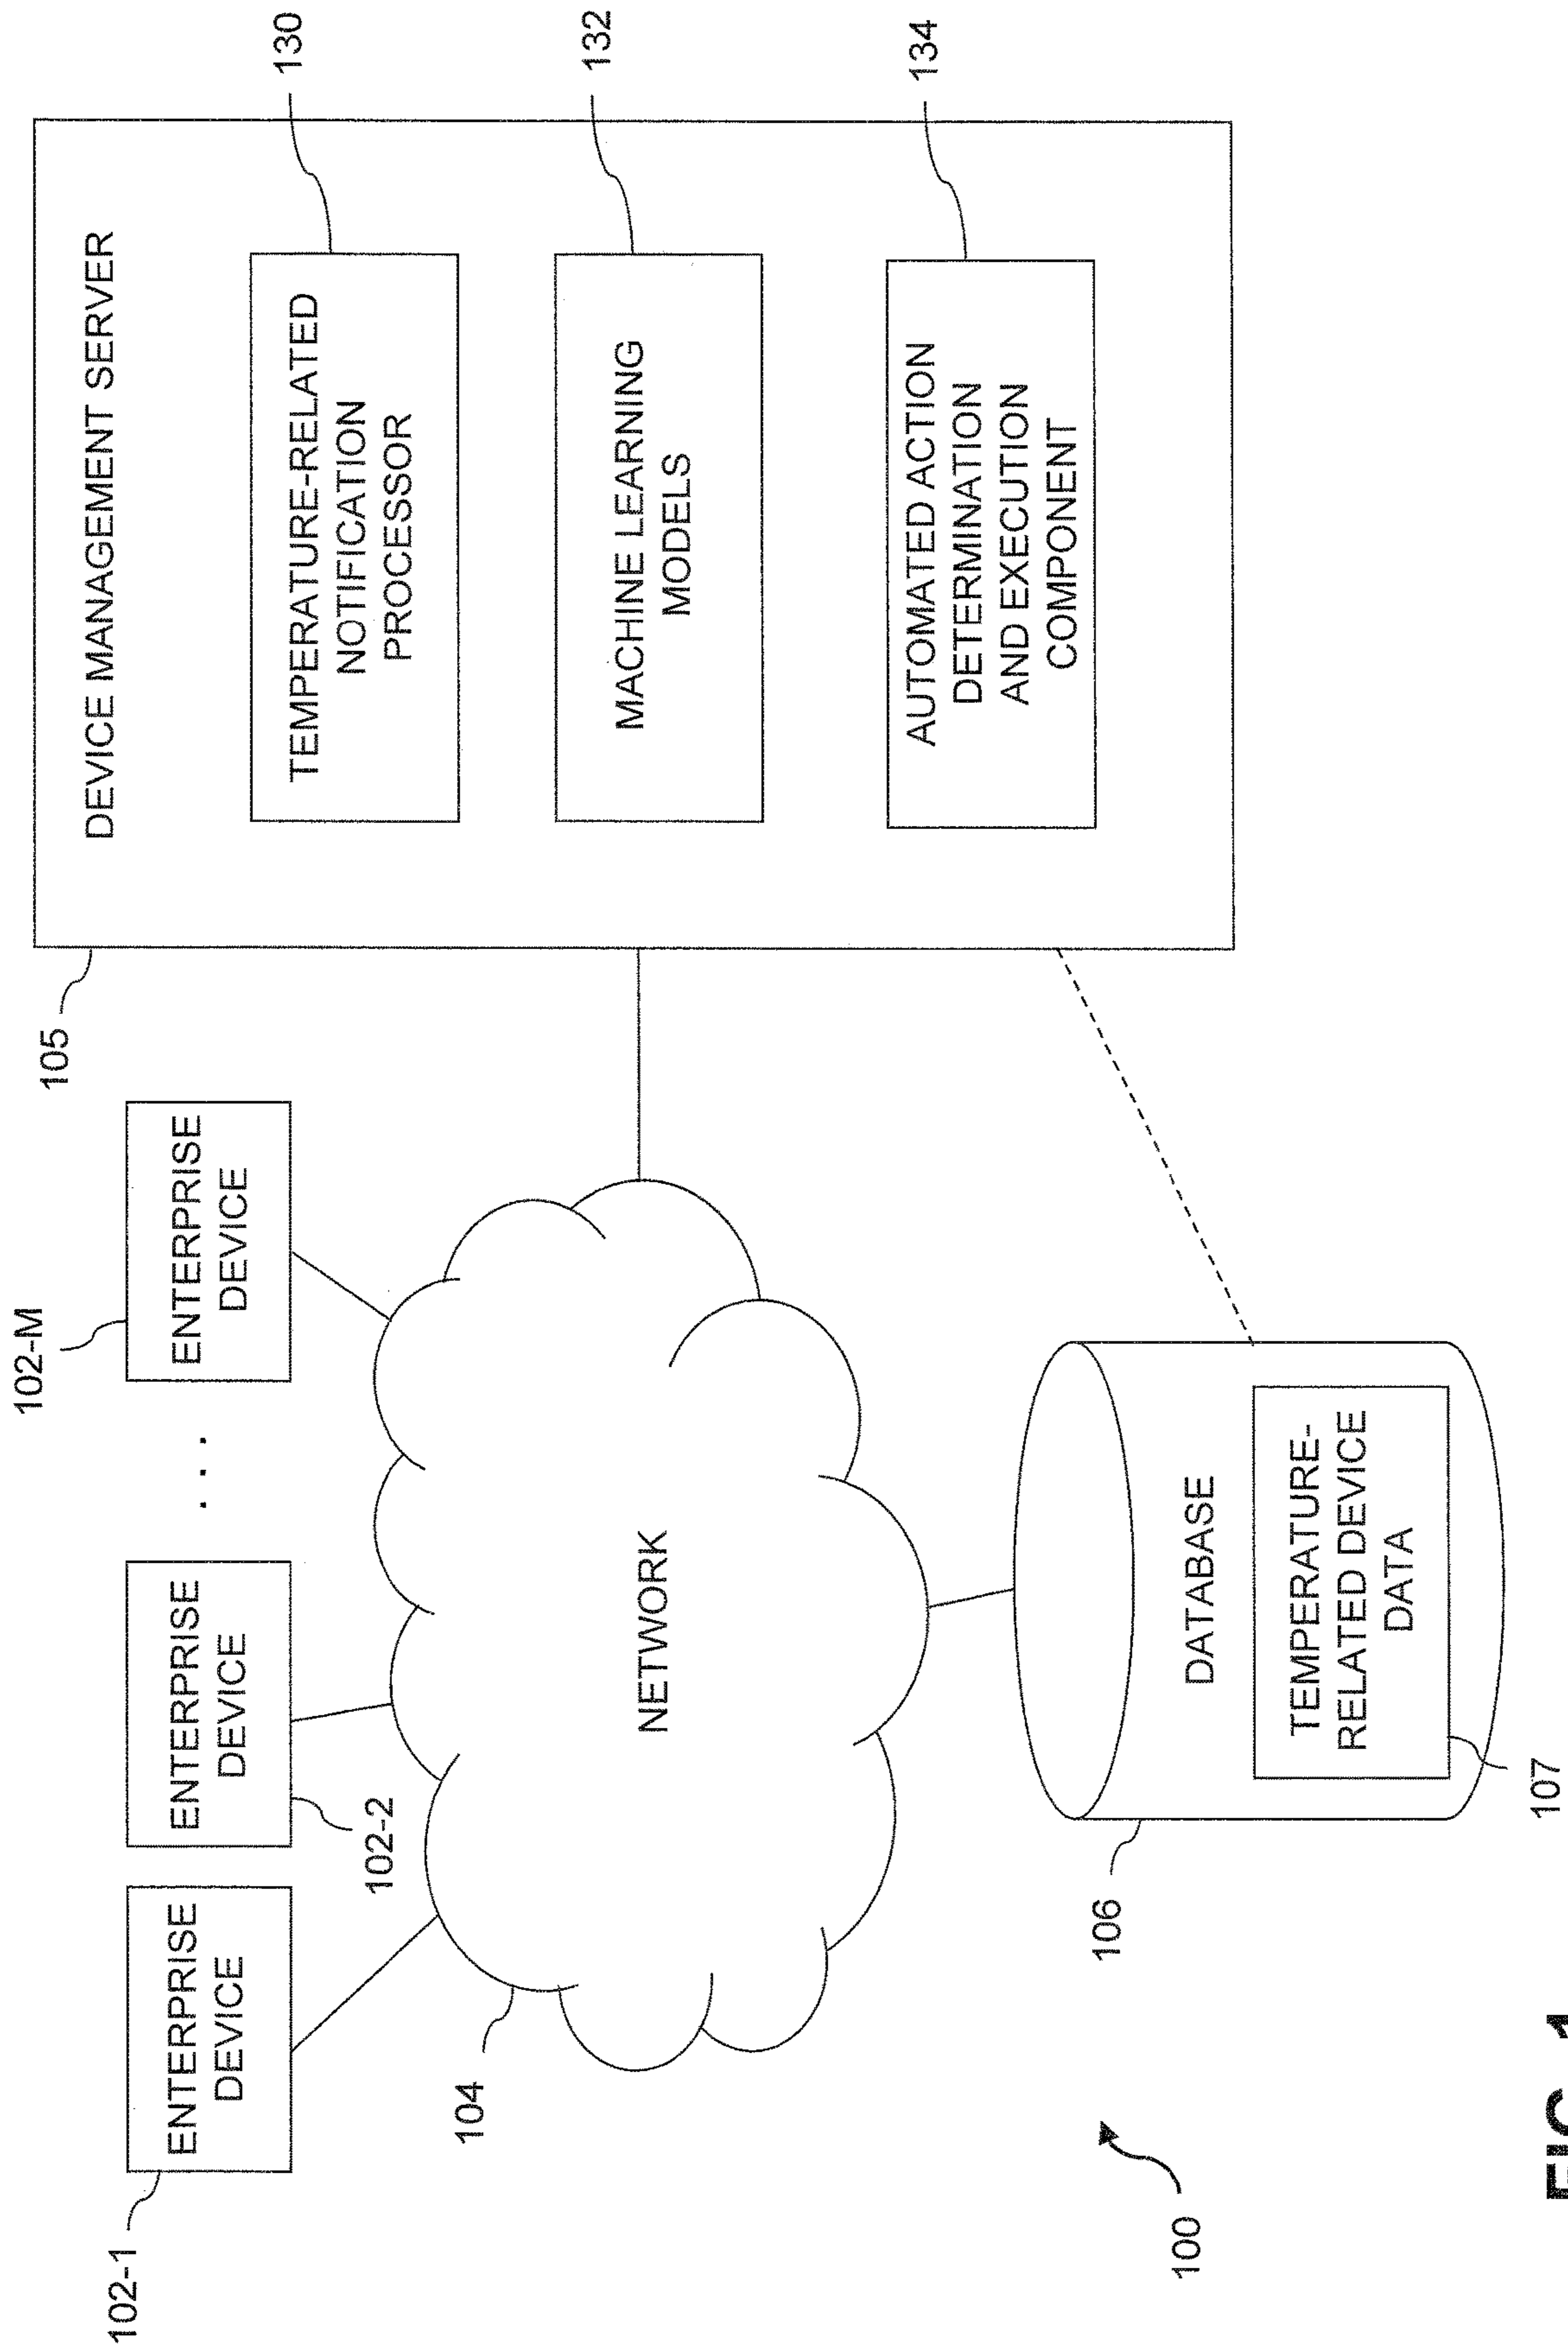 102-1
ENTERPRISE
DEVICE
ENTERPRISE
DEVICE
102-2
. . .
102-M
ENTERPRISE
DEVICE
105
DEVICE MANAGEMENT SERVER
TEMPERATURE-RELATED
NOTIFICATION
PROCESSOR
130
MACHINE LEARNING
MODELS
132
AUTOMATED ACTION
DETERMINATION
AND EXECUTION
COMPONENT
134
104
NETWORK
106
DATABASE
TEMPERATURE-
RELATED DEVICE
DATA
107
100
FIG. 1